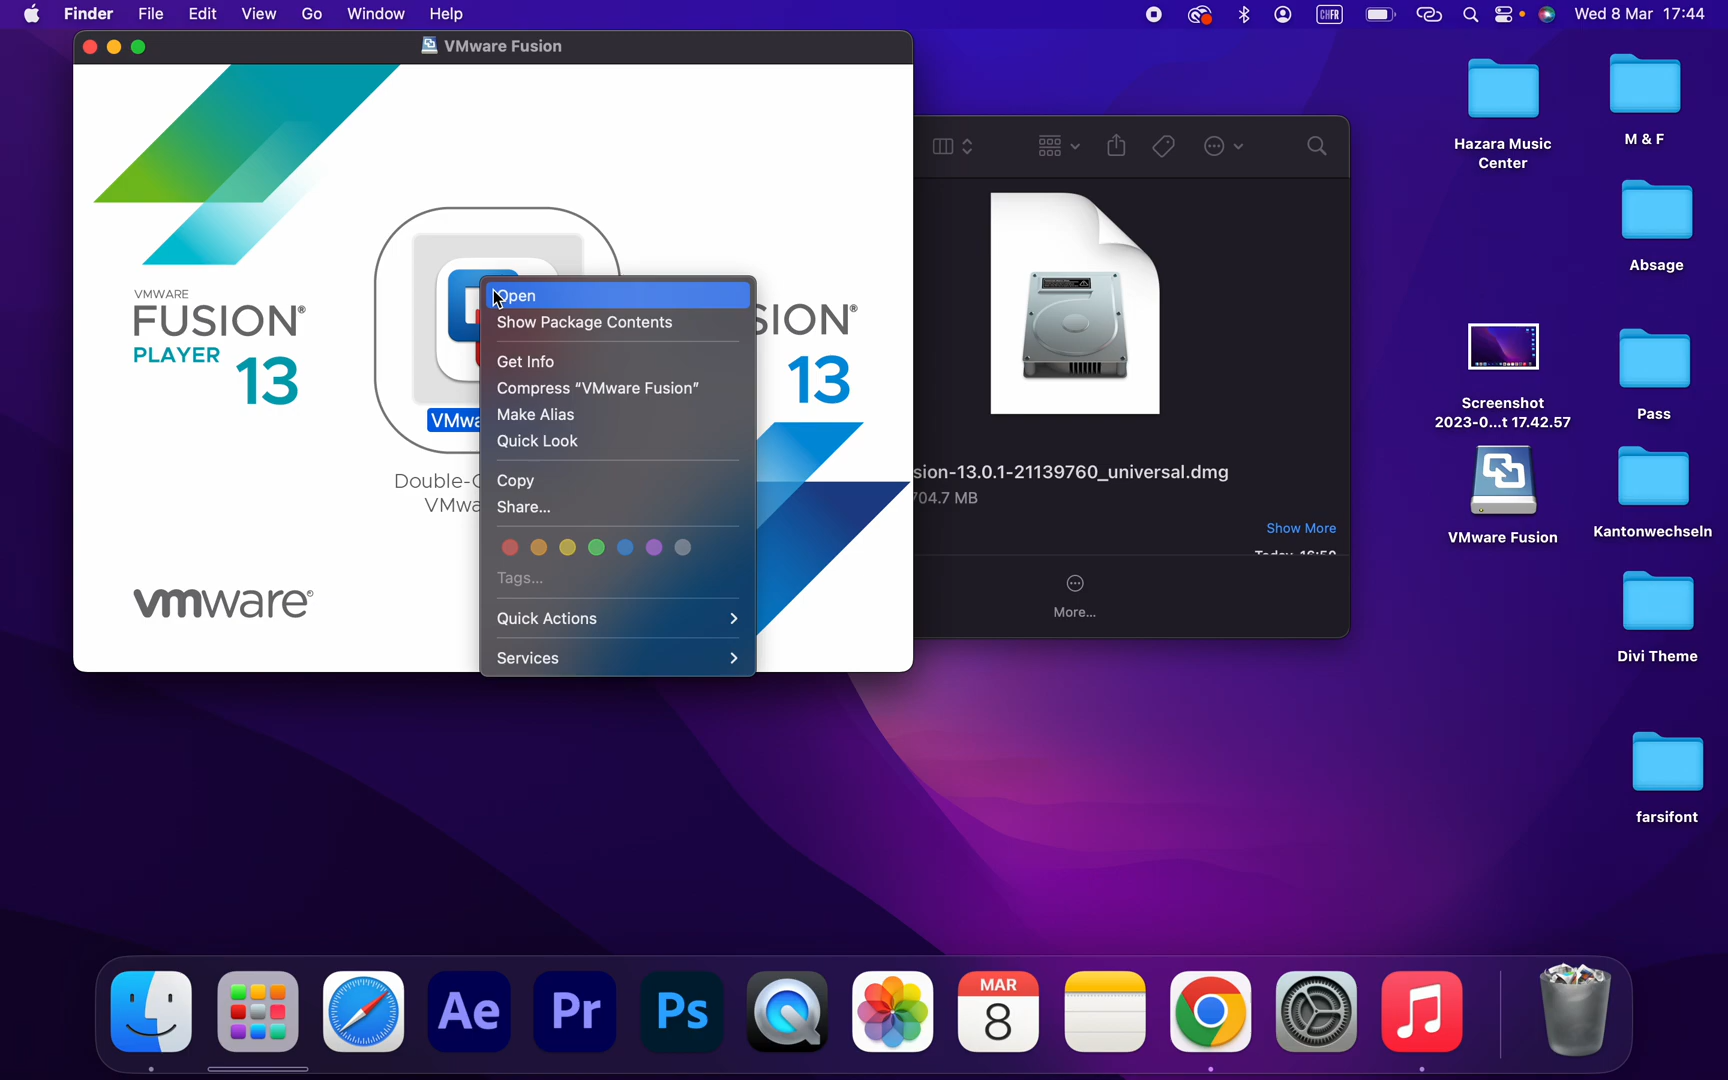 Finder File Edit View Go Window Help
CHFR Wed 8 Mar 17:44
VMware Fusion
VMWARE
FUSION®
PLAYER 13
SION®
13
Double-C
VMwa
vmware®
Open
Show Package Contents
Get Info
Compress “VMware Fusion”
Make Alias
Quick Look
Copy
Share...
Tags...
Quick Actions
Services
sion-13.0.1-21139760_universal.dmg
704.7 MB
Show More
More...
Hazara Music
Center
M & F
Absage
Screenshot
2023-0...t 17.42.57
Pass
VMware Fusion
Kantonwechseln
Divi Theme
farsifont
Ae Pr Ps
MAR
8